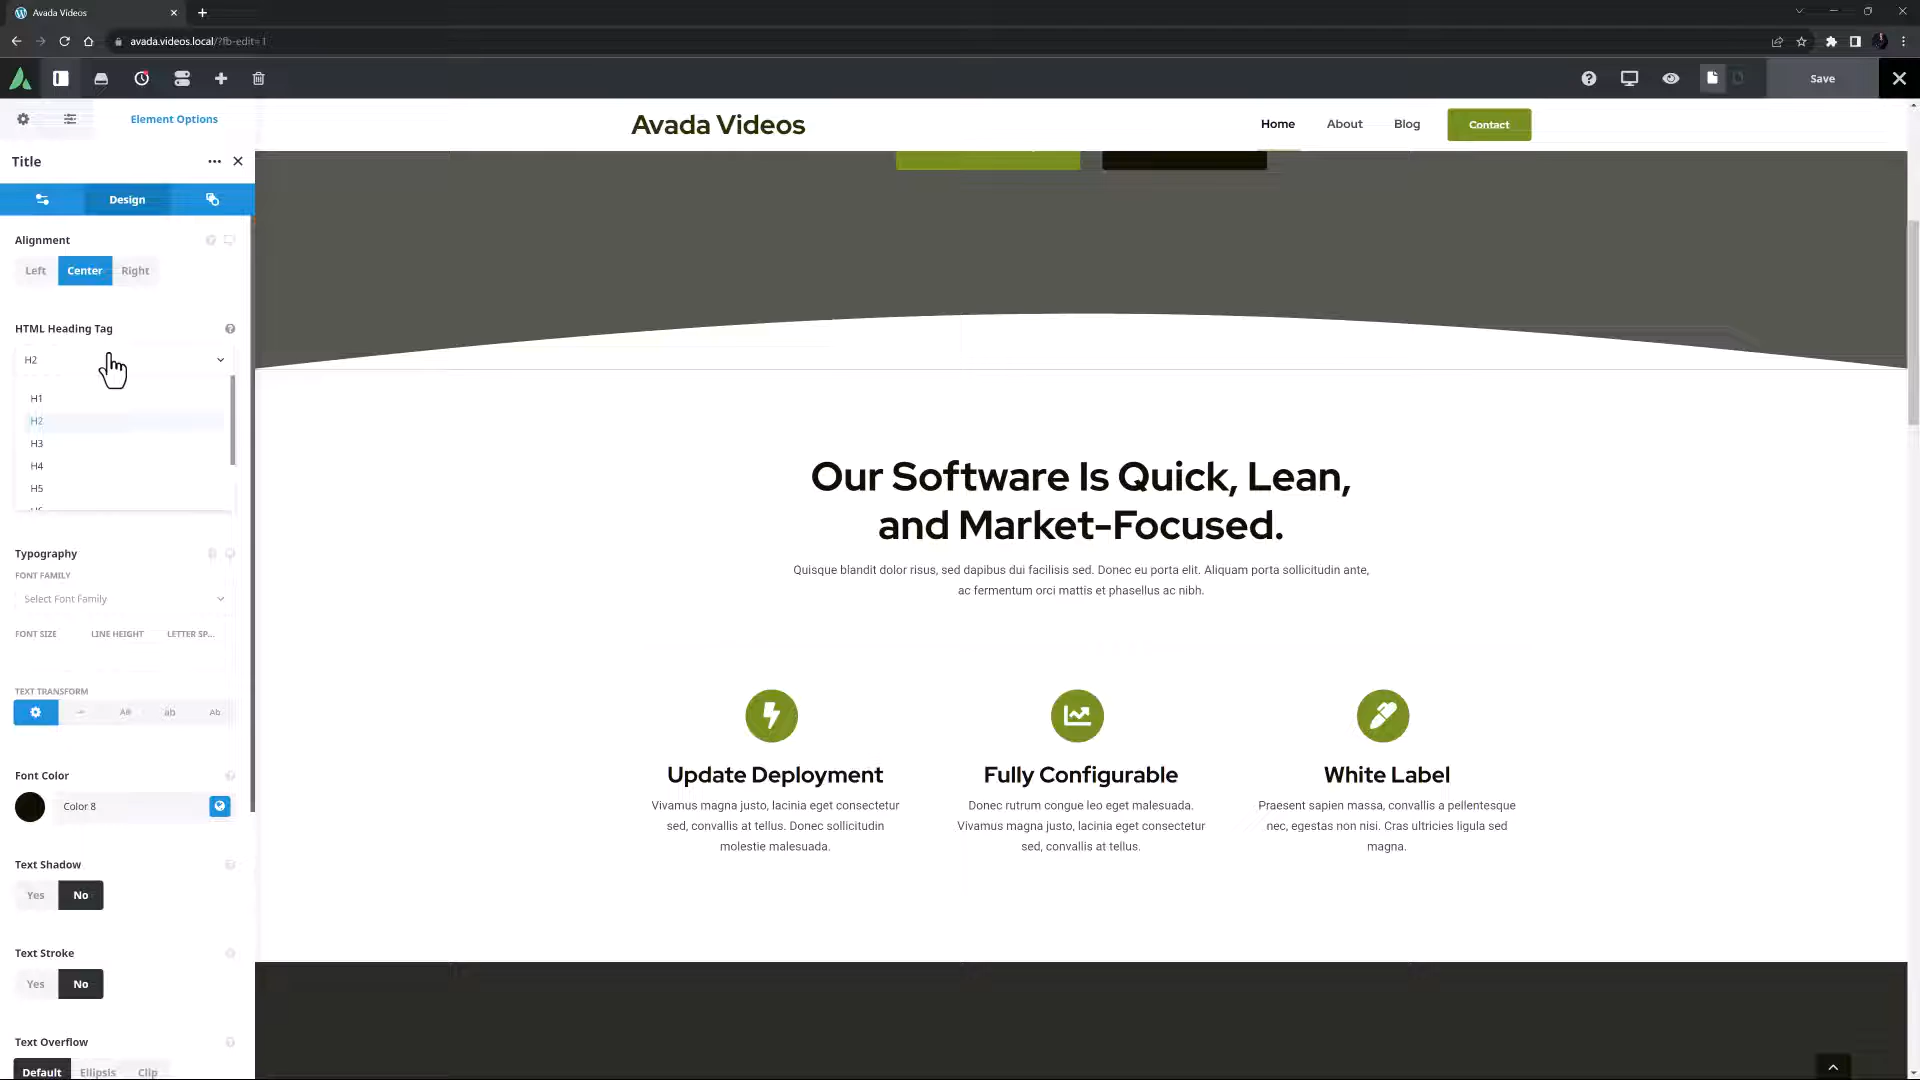 Avada Videos
avada.videos.local/?fb-edit=1
Save
Element Options
Title
Design
Alignment
Left Center Right
HTML Heading Tag
H2
H1
H2
H3
H4
H5
Typography
FONT FAMILY
Select Font Family
FONT SIZE LINE HEIGHT LETTER SP...
TEXT TRANSFORM
AB ab Ab
Font Color
Color 8
Text Shadow
Yes No
Text Stroke
Yes No
Text Overflow
Default Ellipsis Clip
Avada Videos
Home About Blog Contact
Our Software Is Quick, Lean,
and Market-Focused.
Quisque blandit dolor risus, sed dapibus dui facilisis sed. Donec eu porta elit. Aliquam porta sollicitudin ante,
ac fermentum orci mattis et phasellus ac nibh.
Update Deployment
Vivamus magna justo, lacinia eget consectetur
sed, convallis at tellus. Donec sollicitudin
molestie malesuada.
Fully Configurable
Donec rutrum congue leo eget malesuada.
Vivamus magna justo, lacinia eget consectetur
sed, convallis at tellus.
White Label
Praesent sapien massa, convallis a pellentesque
nec, egestas non nisi. Cras ultricies ligula sed
magna.